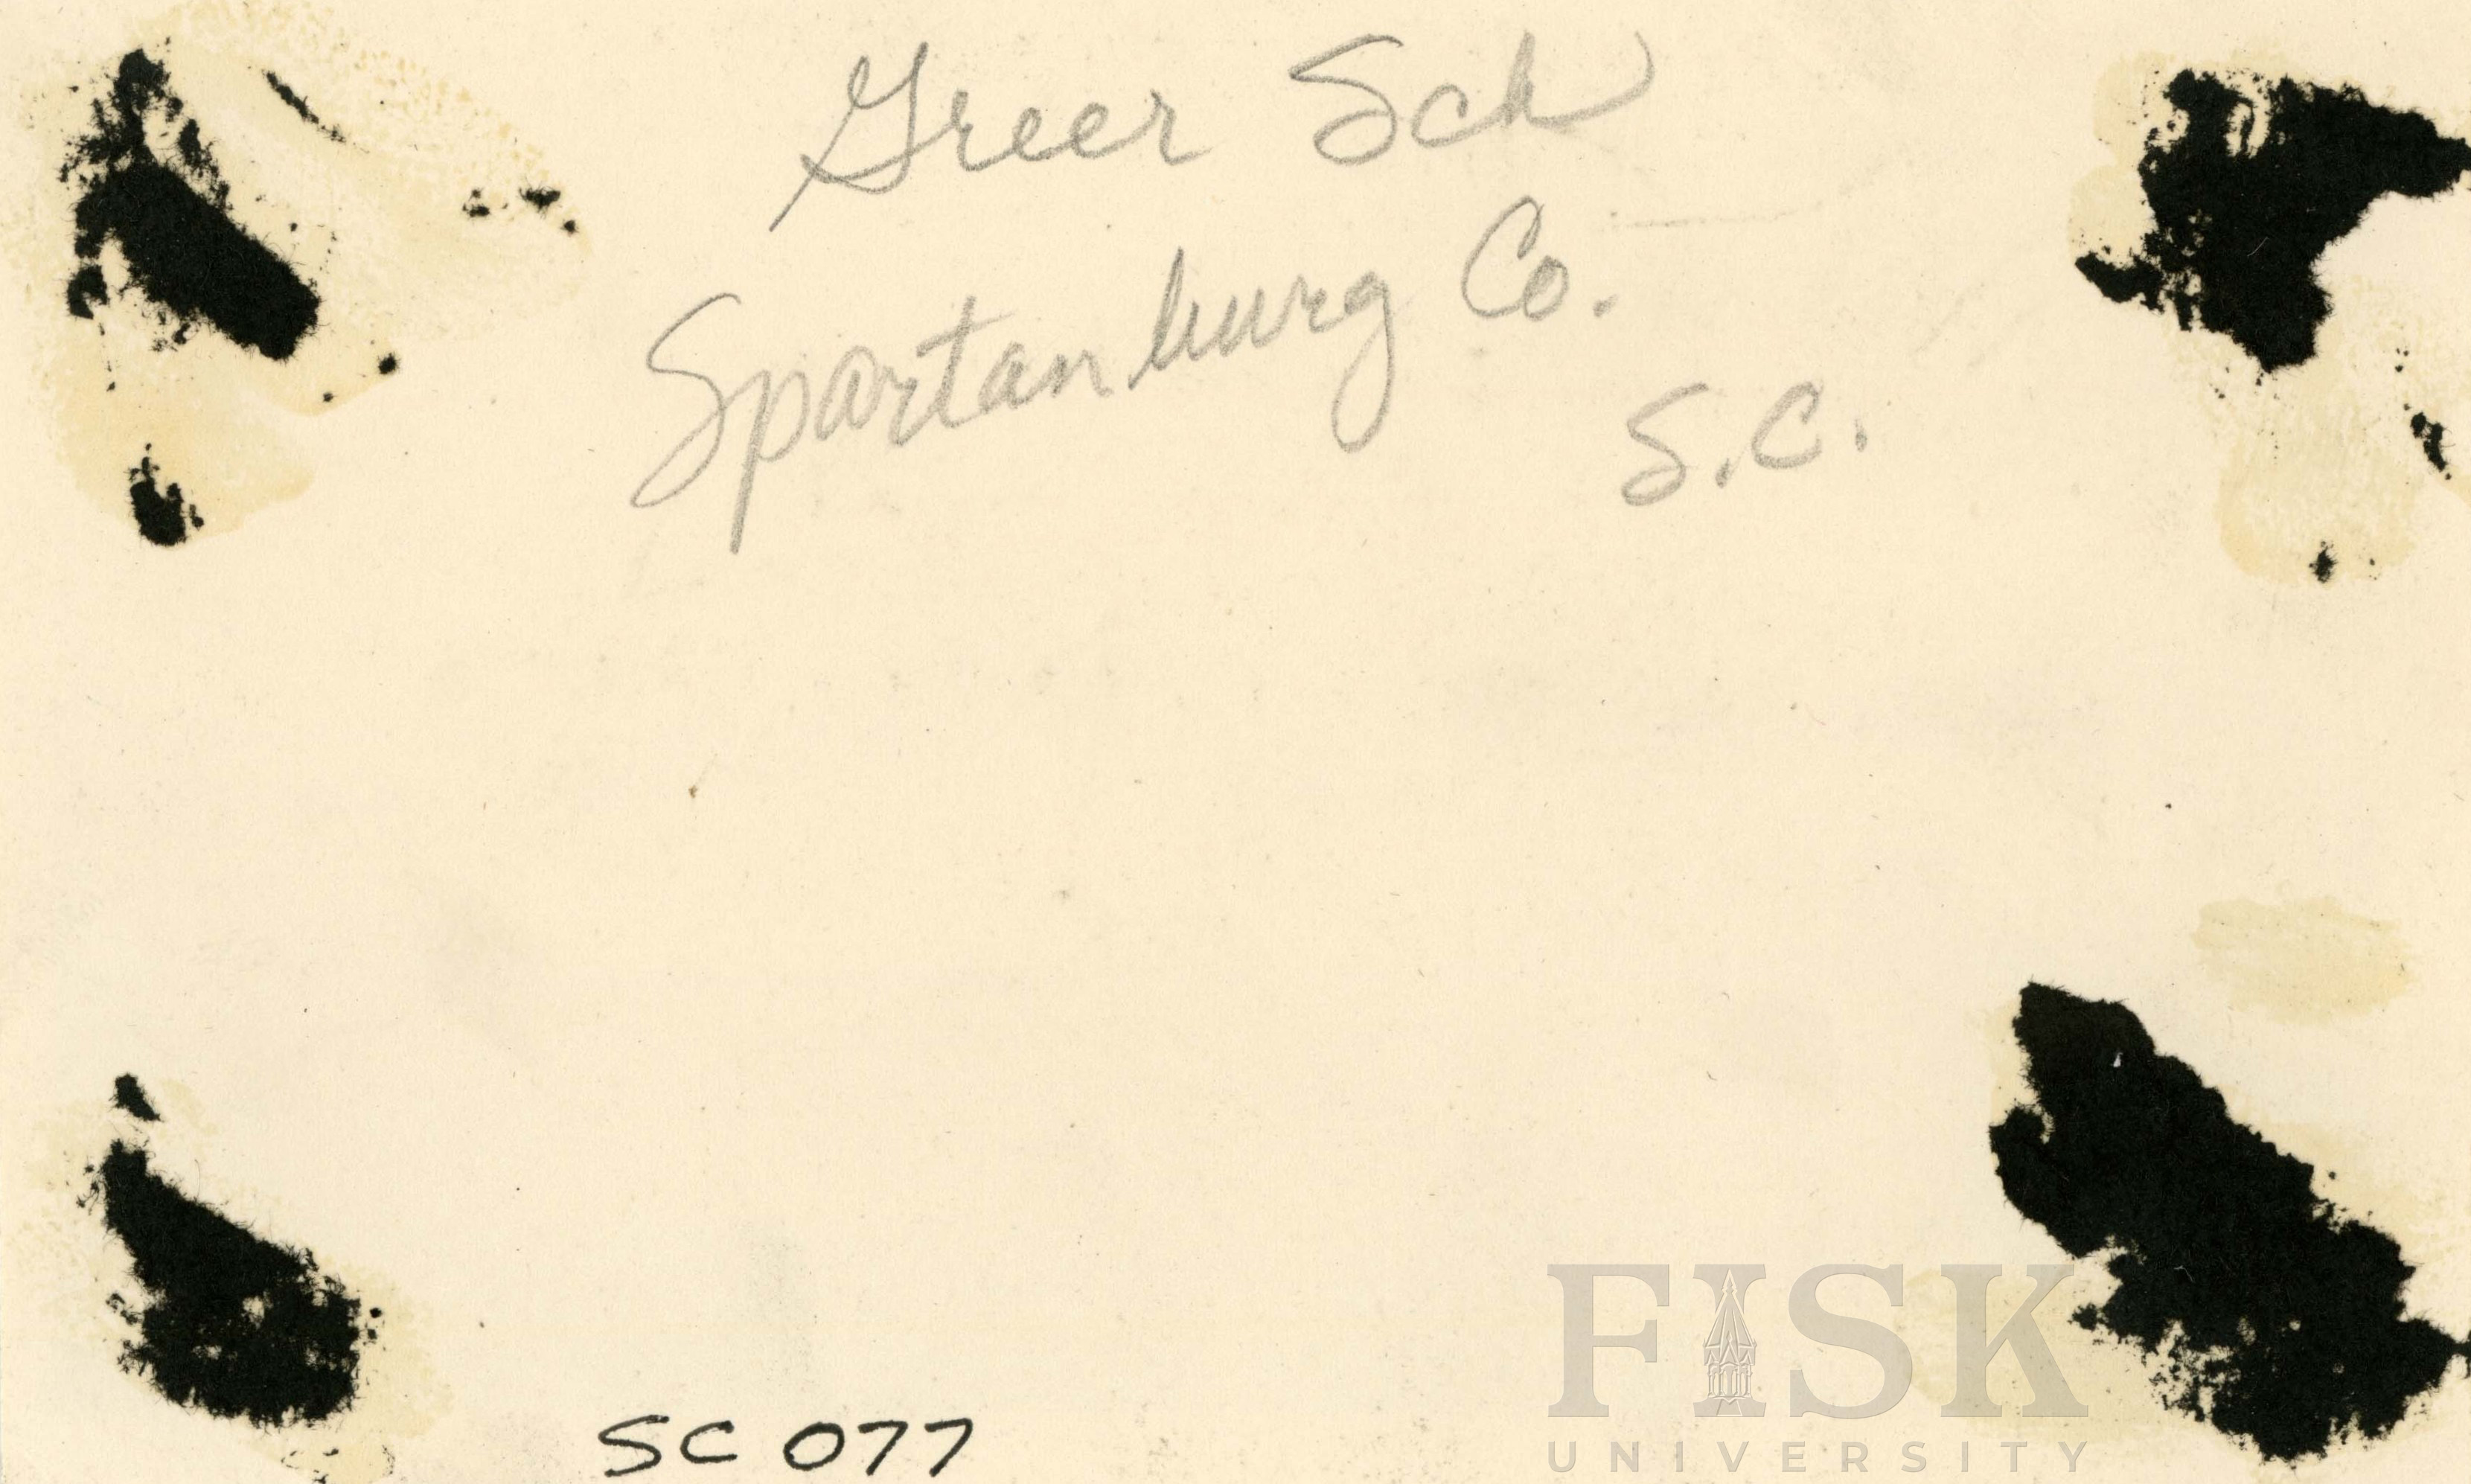 Greer Sch
Spartanburg Co.
S.C.
SC 077
FISK
UNIVERSITY